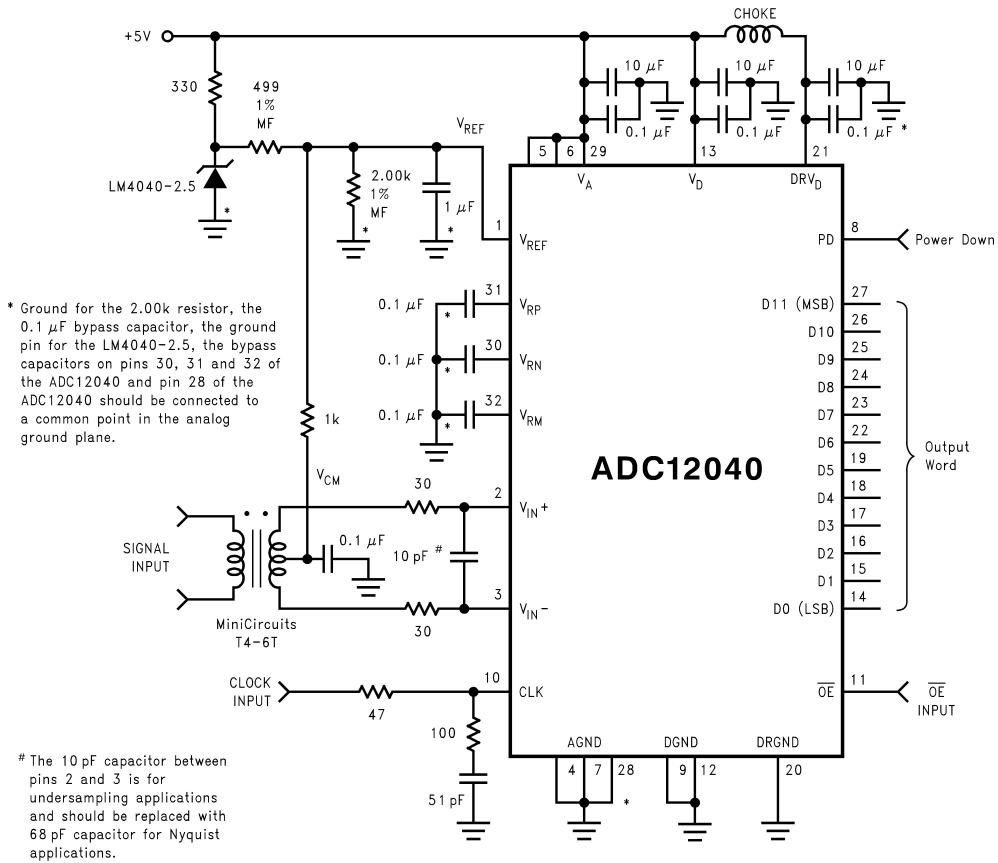 CHOKE
+5V
330
499
1%
MF
VREF
10 µF
0.1 µF
10 µF
0.1 µF
10 µF
0.1 µF *
LM4040-2.5
*
2.00k
1%
MF
*
1 µF
*
5 6 29
VA
13
VD
21
DRVD
1
VREF
PD
8
Power Down
* Ground for the 2.00k resistor, the
0.1 µF bypass capacitor, the ground
pin for the LM4040-2.5, the bypass
capacitors on pins 30, 31 and 32 of
the ADC12040 and pin 28 of the
ADC12040 should be connected to
a common point in the analog
ground plane.
0.1 µF
*
31
VRP
0.1 µF
*
30
VRN
0.1 µF
*
32
VRM
D11 (MSB) 27
D10 26
D9 25
D8 24
D7 23
D6 22
D5 19
D4 18
D3 17
D2 16
D1 15
D0 (LSB) 14
Output
Word
ADC12040
1k
VCM
30
2
VIN+
SIGNAL
INPUT
0.1 µF
10 pF #
3
VIN−
30
MiniCircuits
T4-6T
CLOCK
INPUT
47
10
CLK
100
51 pF
OE
11
OE
INPUT
AGND
4 7 28
*
DGND
9 12
DRGND
20
# The 10 pF capacitor between
pins 2 and 3 is for
undersampling applications
and should be replaced with
68 pF capacitor for Nyquist
applications.